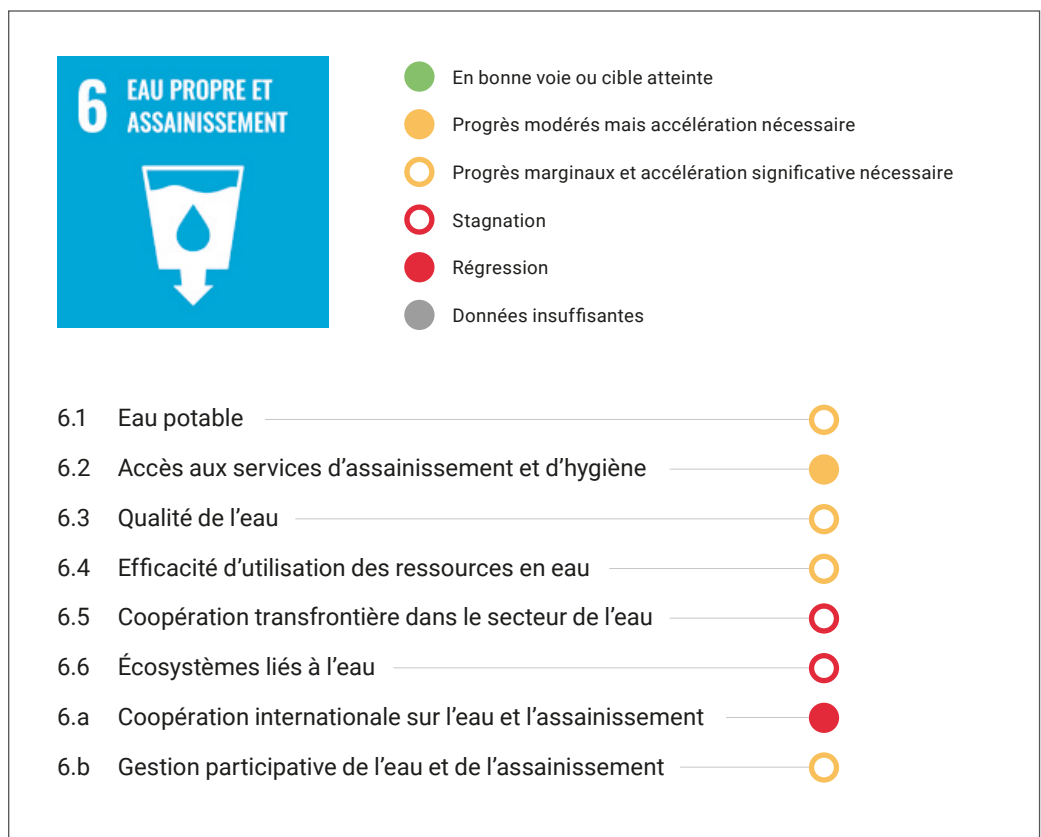 6 EAU PROPRE ET
ASSAINISSEMENT
En bonne voie ou cible atteinte
Progrès modérés mais accélération nécessaire
Progrès marginaux et accélération significative nécessaire
Stagnation
Régression
Données insuffisantes
6.1 Eau potable
6.2 Accès aux services d’assainissement et d’hygiène
6.3 Qualité de l’eau
6.4 Efficacité d’utilisation des ressources en eau
6.5 Coopération transfrontière dans le secteur de l’eau
6.6 Écosystèmes liés à l’eau
6.a Coopération internationale sur l’eau et l’assainissement
6.b Gestion participative de l’eau et de l’assainissement